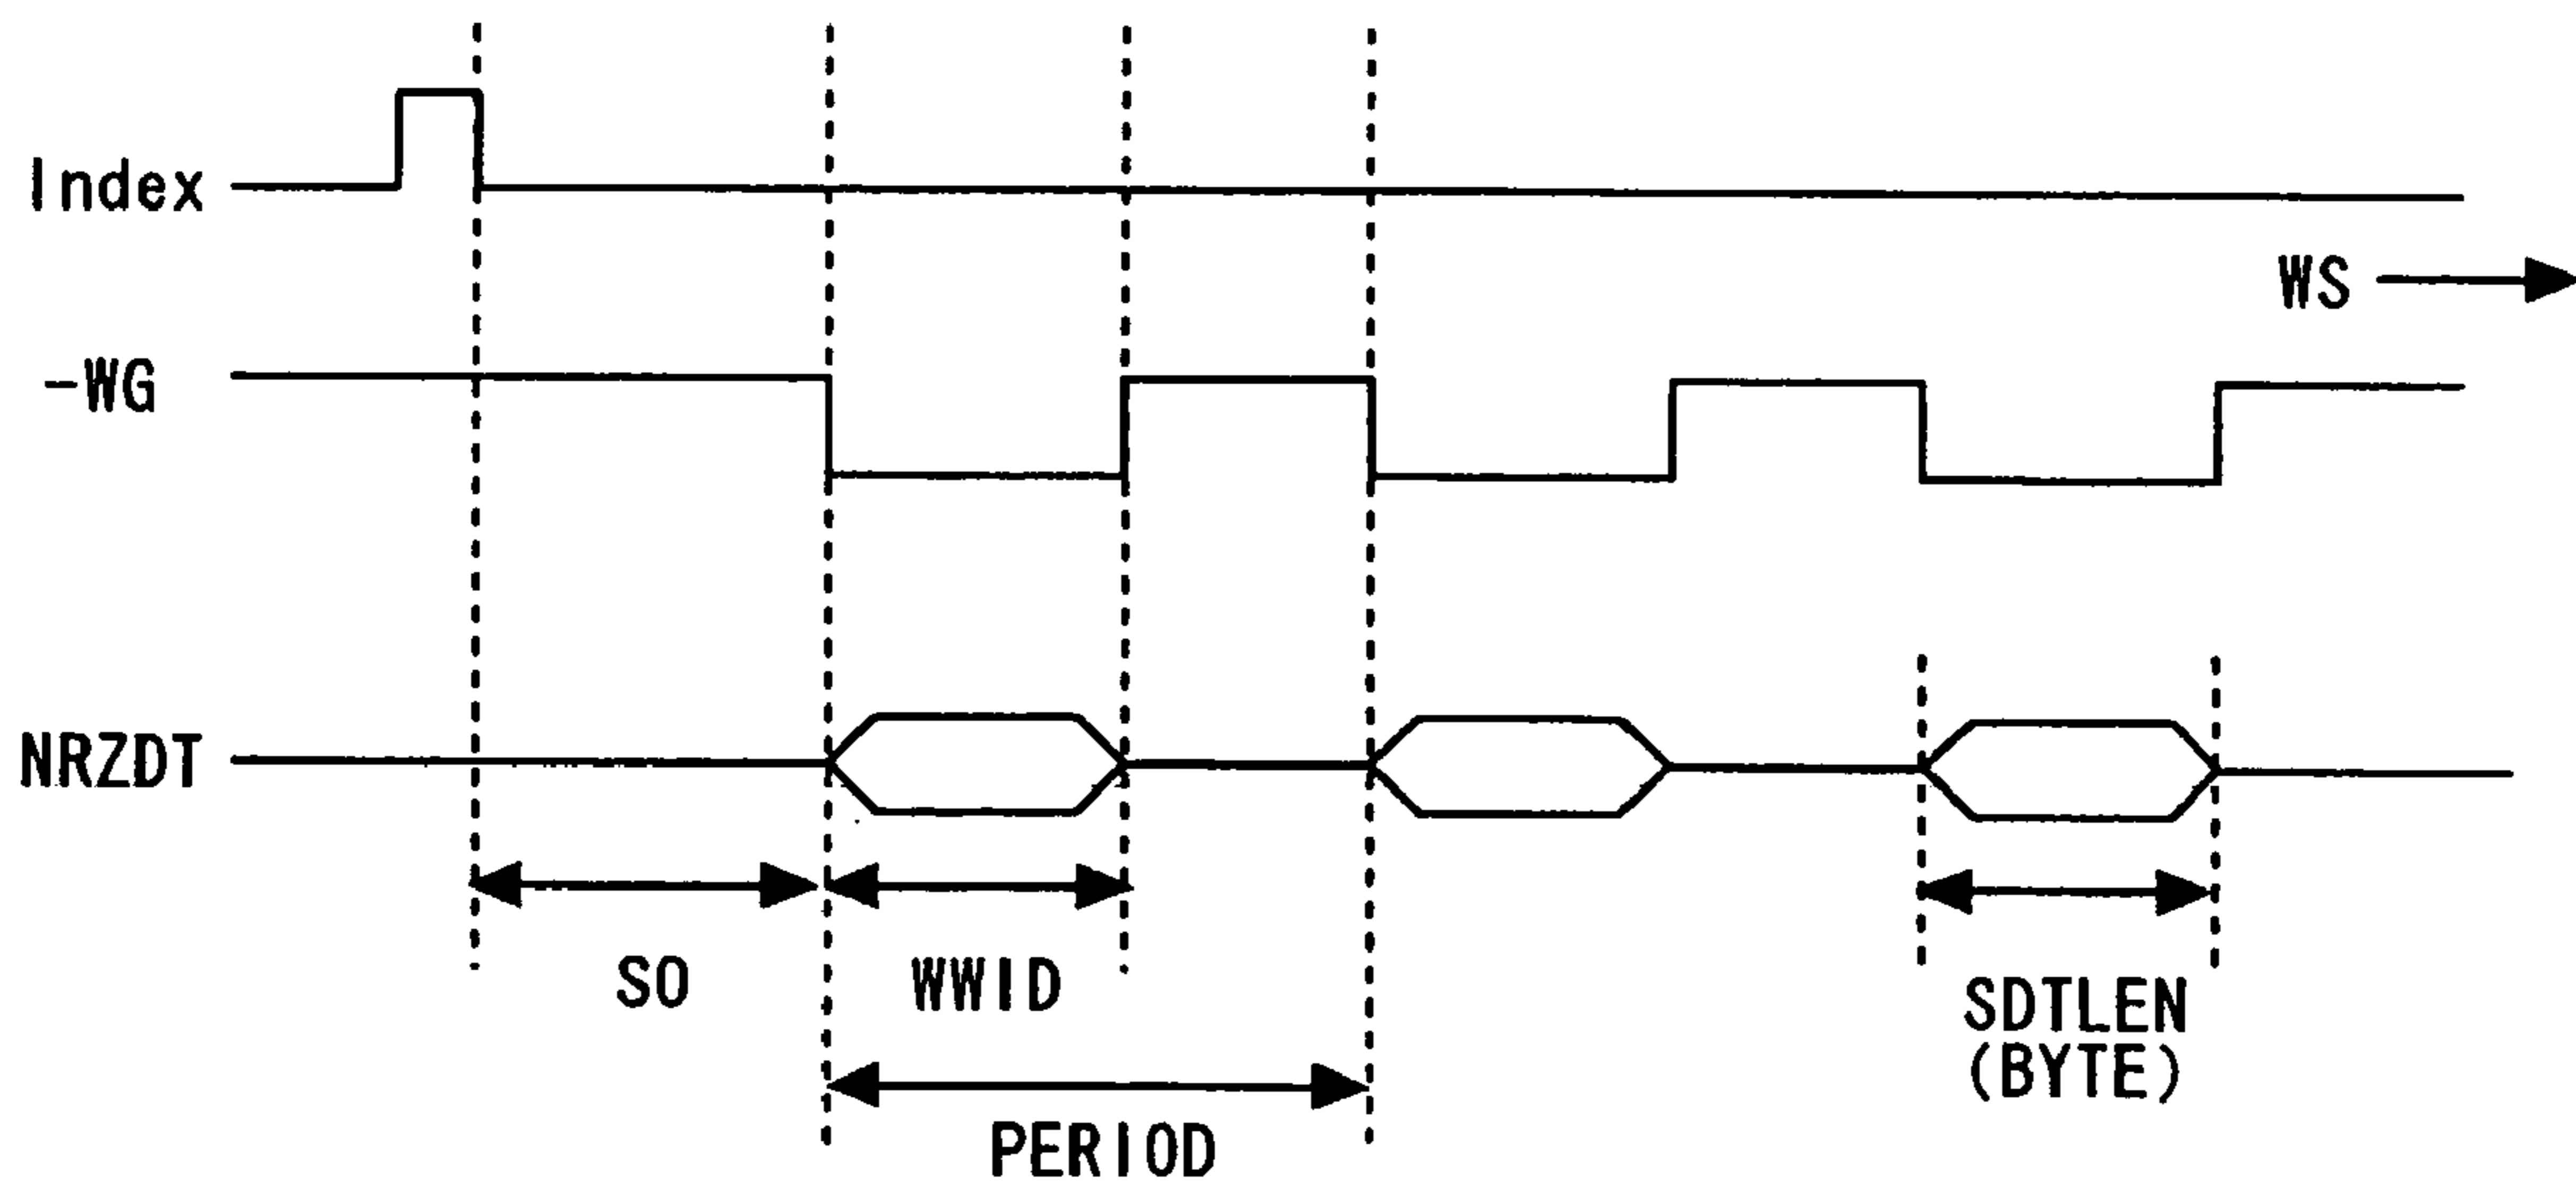 Index
WS
-WG
NRZDT
SO
WWID
SDTLEN
(BYTE)
PERIOD